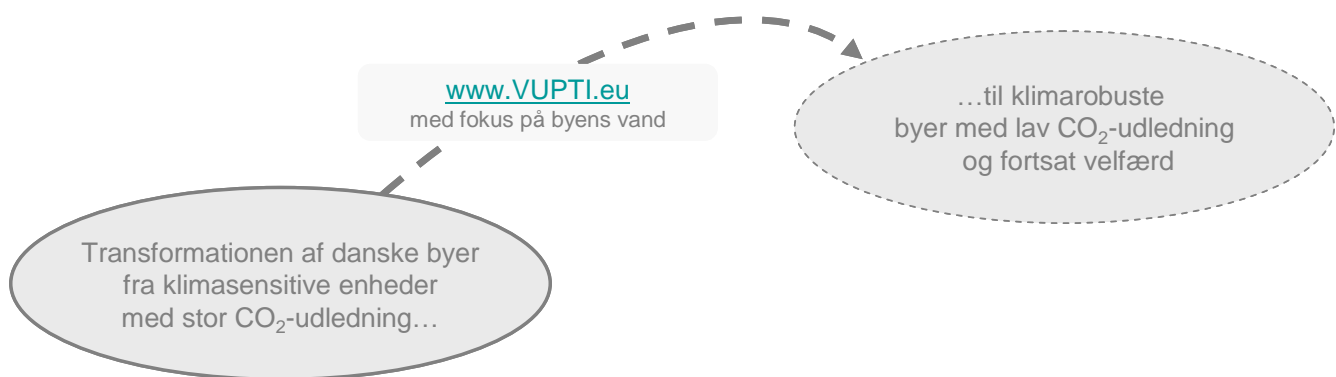 www.VUPTI.eu
med fokus på byens vand
…til klimarobuste
byer med lav CO₂-udledning
og fortsat velfærd
Transformationen af danske byer
fra klimasensitive enheder
med stor CO₂-udledning…